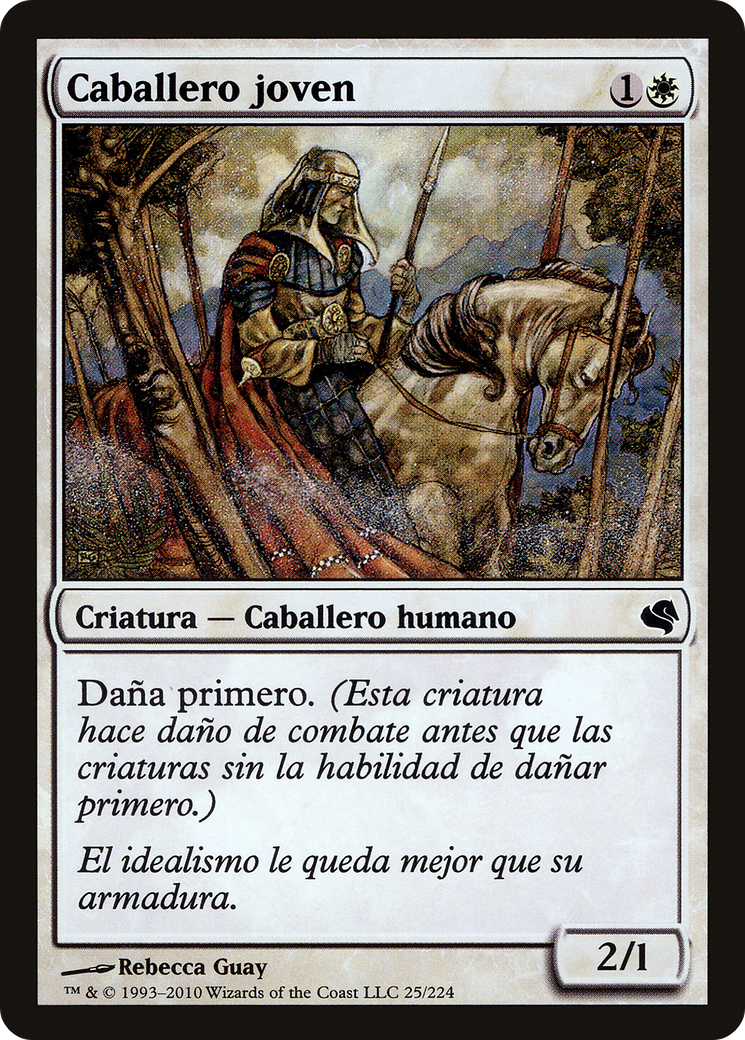 Caballero joven
1
Criatura — Caballero humano
Daña primero. (Esta criatura
hace daño de combate antes que las
criaturas sin la habilidad de dañar
primero.)
El idealismo le queda mejor que su
armadura.
2/1
Rebecca Guay
™ & © 1993–2010 Wizards of the Coast LLC 25/224